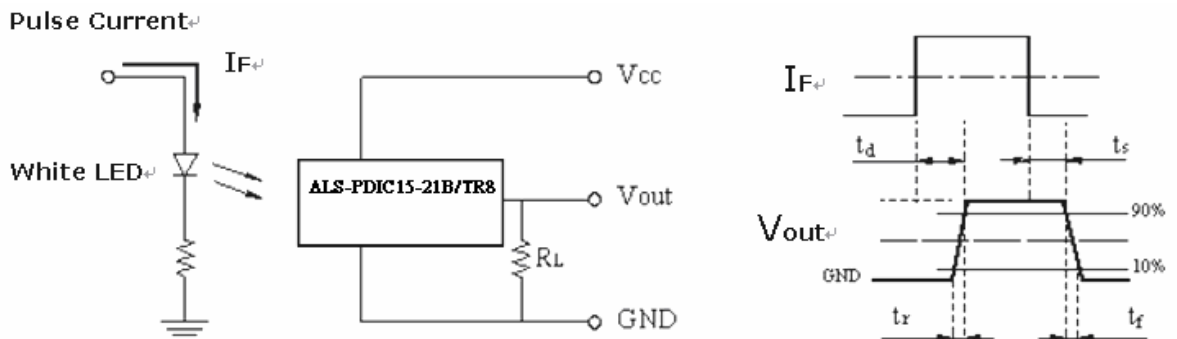 Pulse Current↵
IF↵
White LED↵
ALS-PDIC15-21B/TR8
Vcc
Vout
RL
GND
IF↵
td
ts
Vout↵
90%
10%
GND
tr
tf